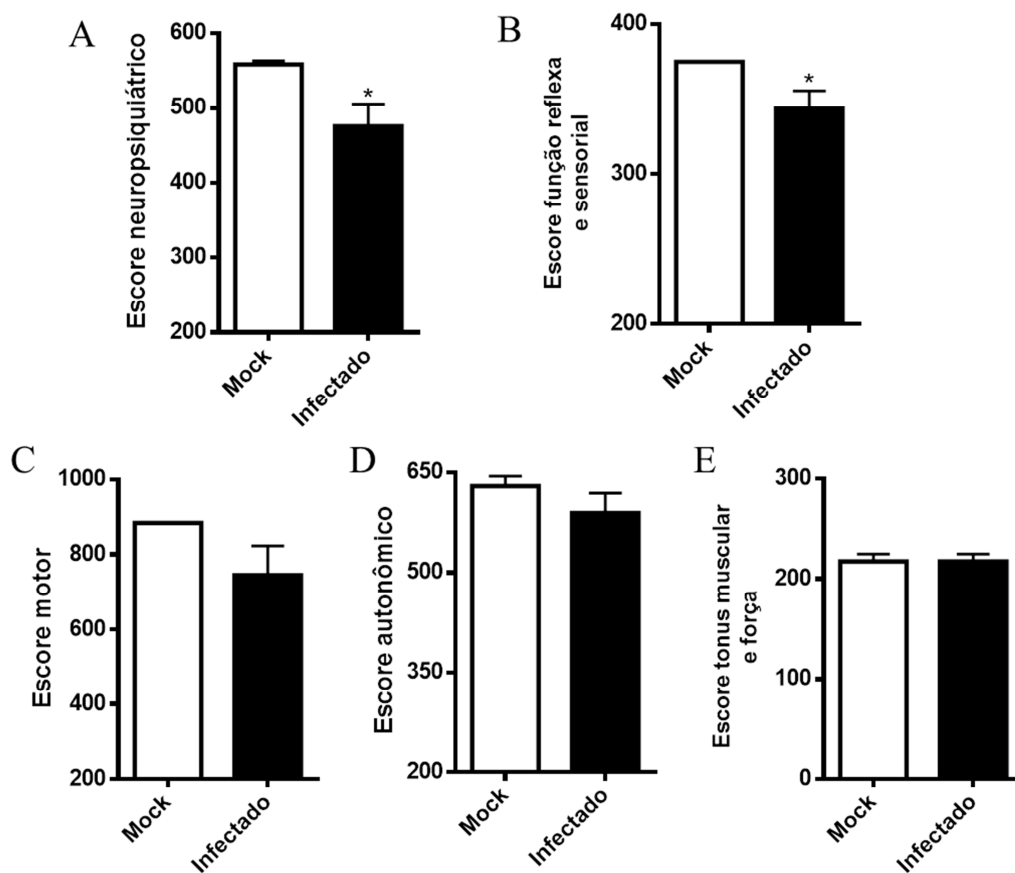 A
Escore neuropsiquiátrico
600
500
400
300
200
Mock
Infectado
*
B
Escore função reflexa
e sensorial
400
300
200
Mock
Infectado
*
C
Escore motor
1000
800
600
400
200
Mock
Infectado
D
Escore autonômico
650
500
350
200
Mock
Infectado
E
Escore tonus muscular
e força
300
200
100
0
Mock
Infectado